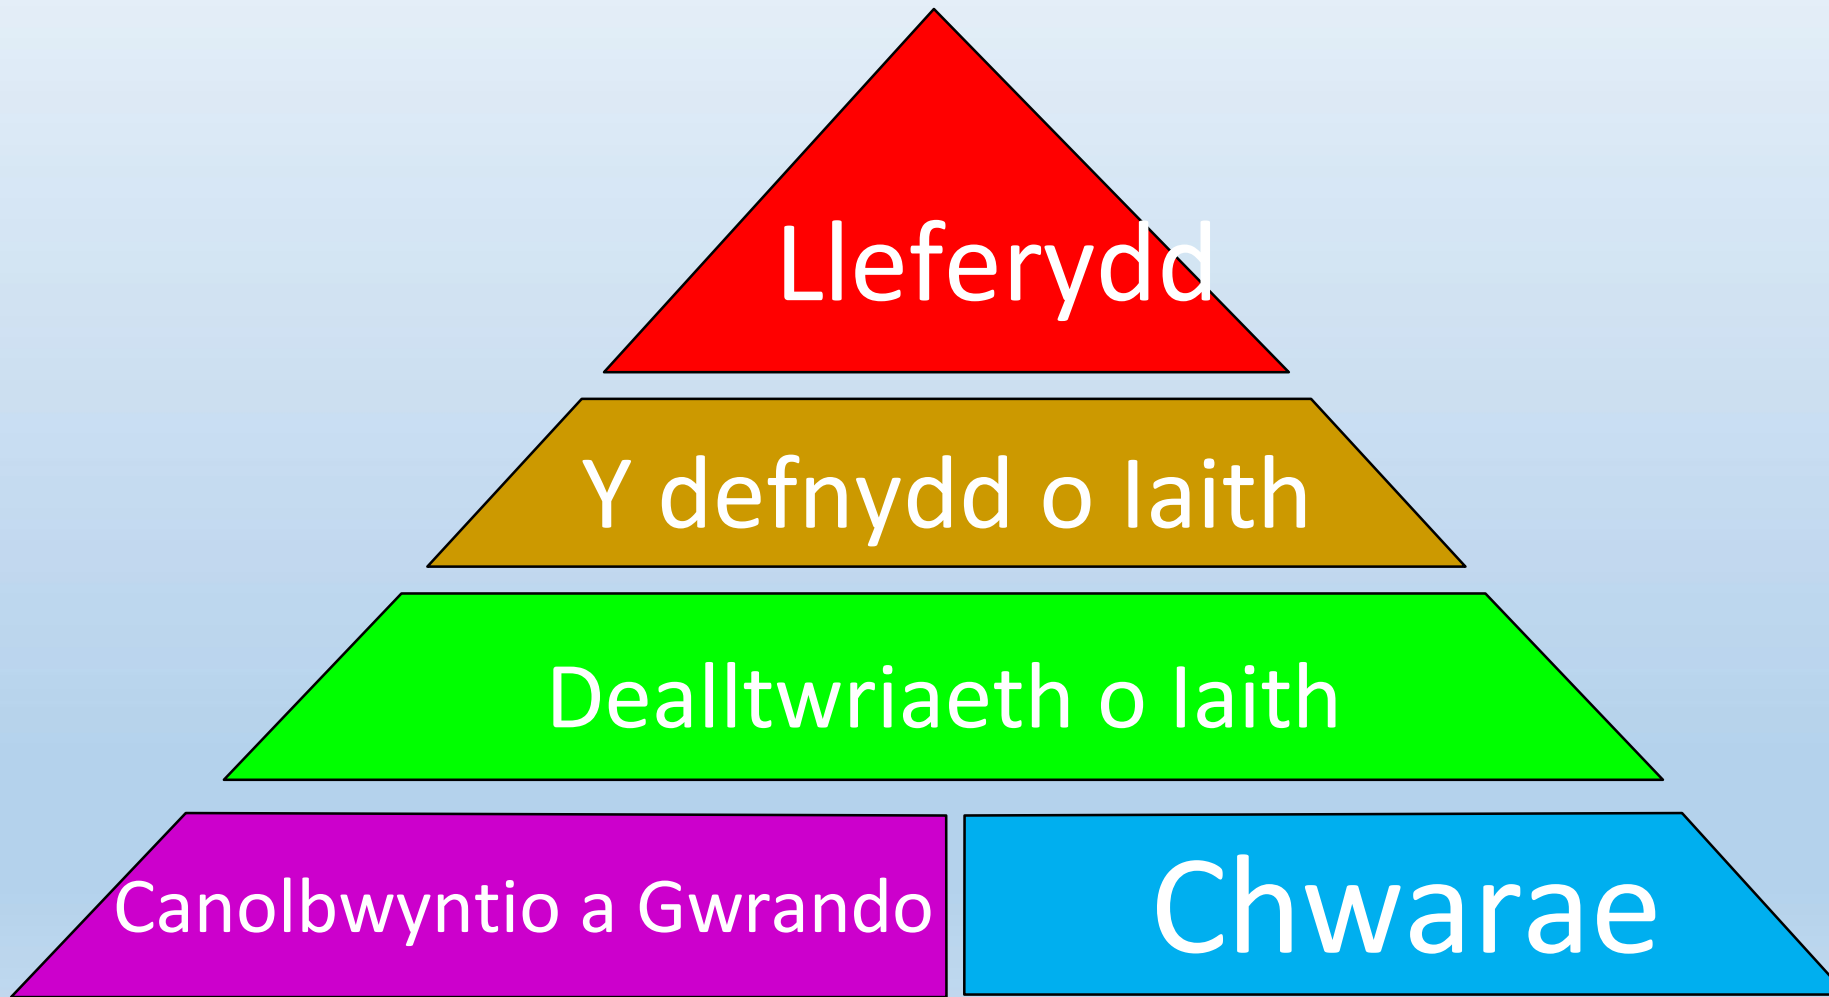 Lleferydd
Y defnydd o Iaith
Dealltwriaeth o Iaith
Canolbwyntio a Gwrando
Chwarae